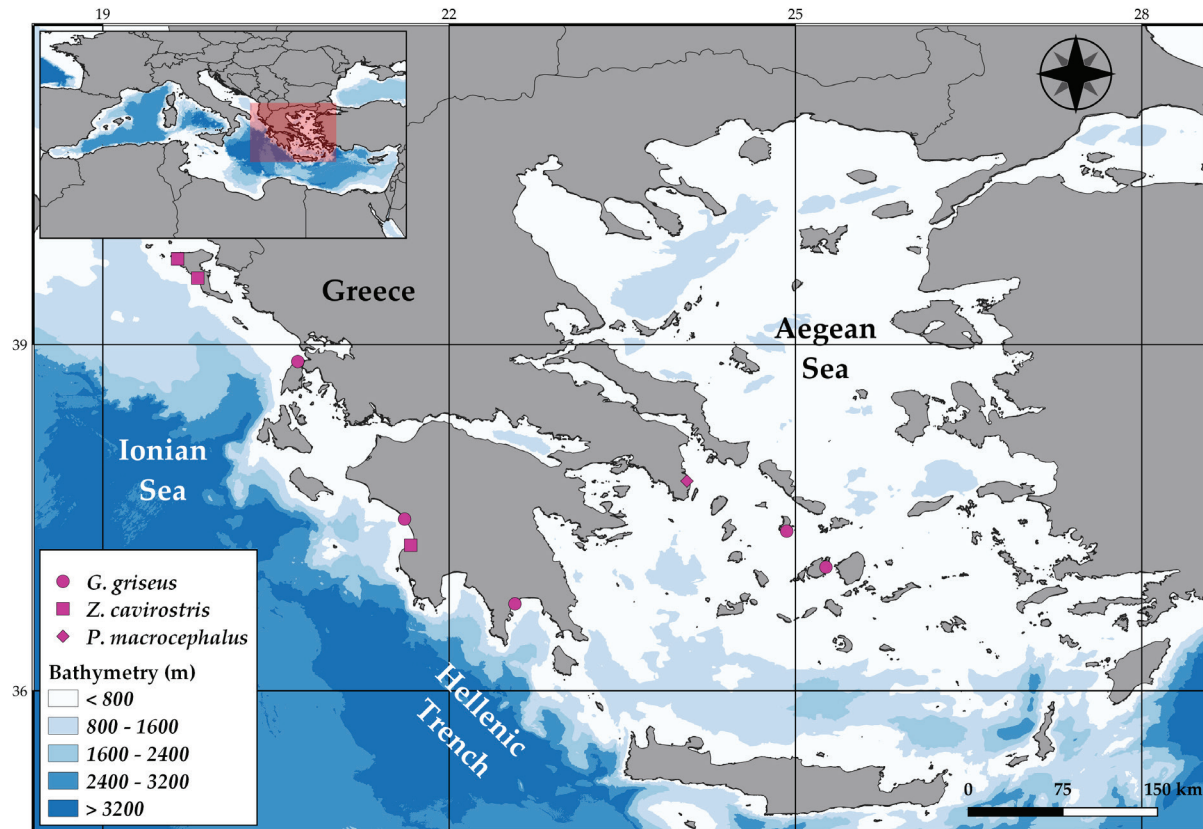 19
22
25
28
39
36
Greece
Aegean
Sea
Ionian
Sea
Hellenic
Trench
G. griseus
Z. cavirostris
P. macrocephalus
Bathymetry (m)
< 800
800 - 1600
1600 - 2400
2400 - 3200
> 3200
0 75 150 km